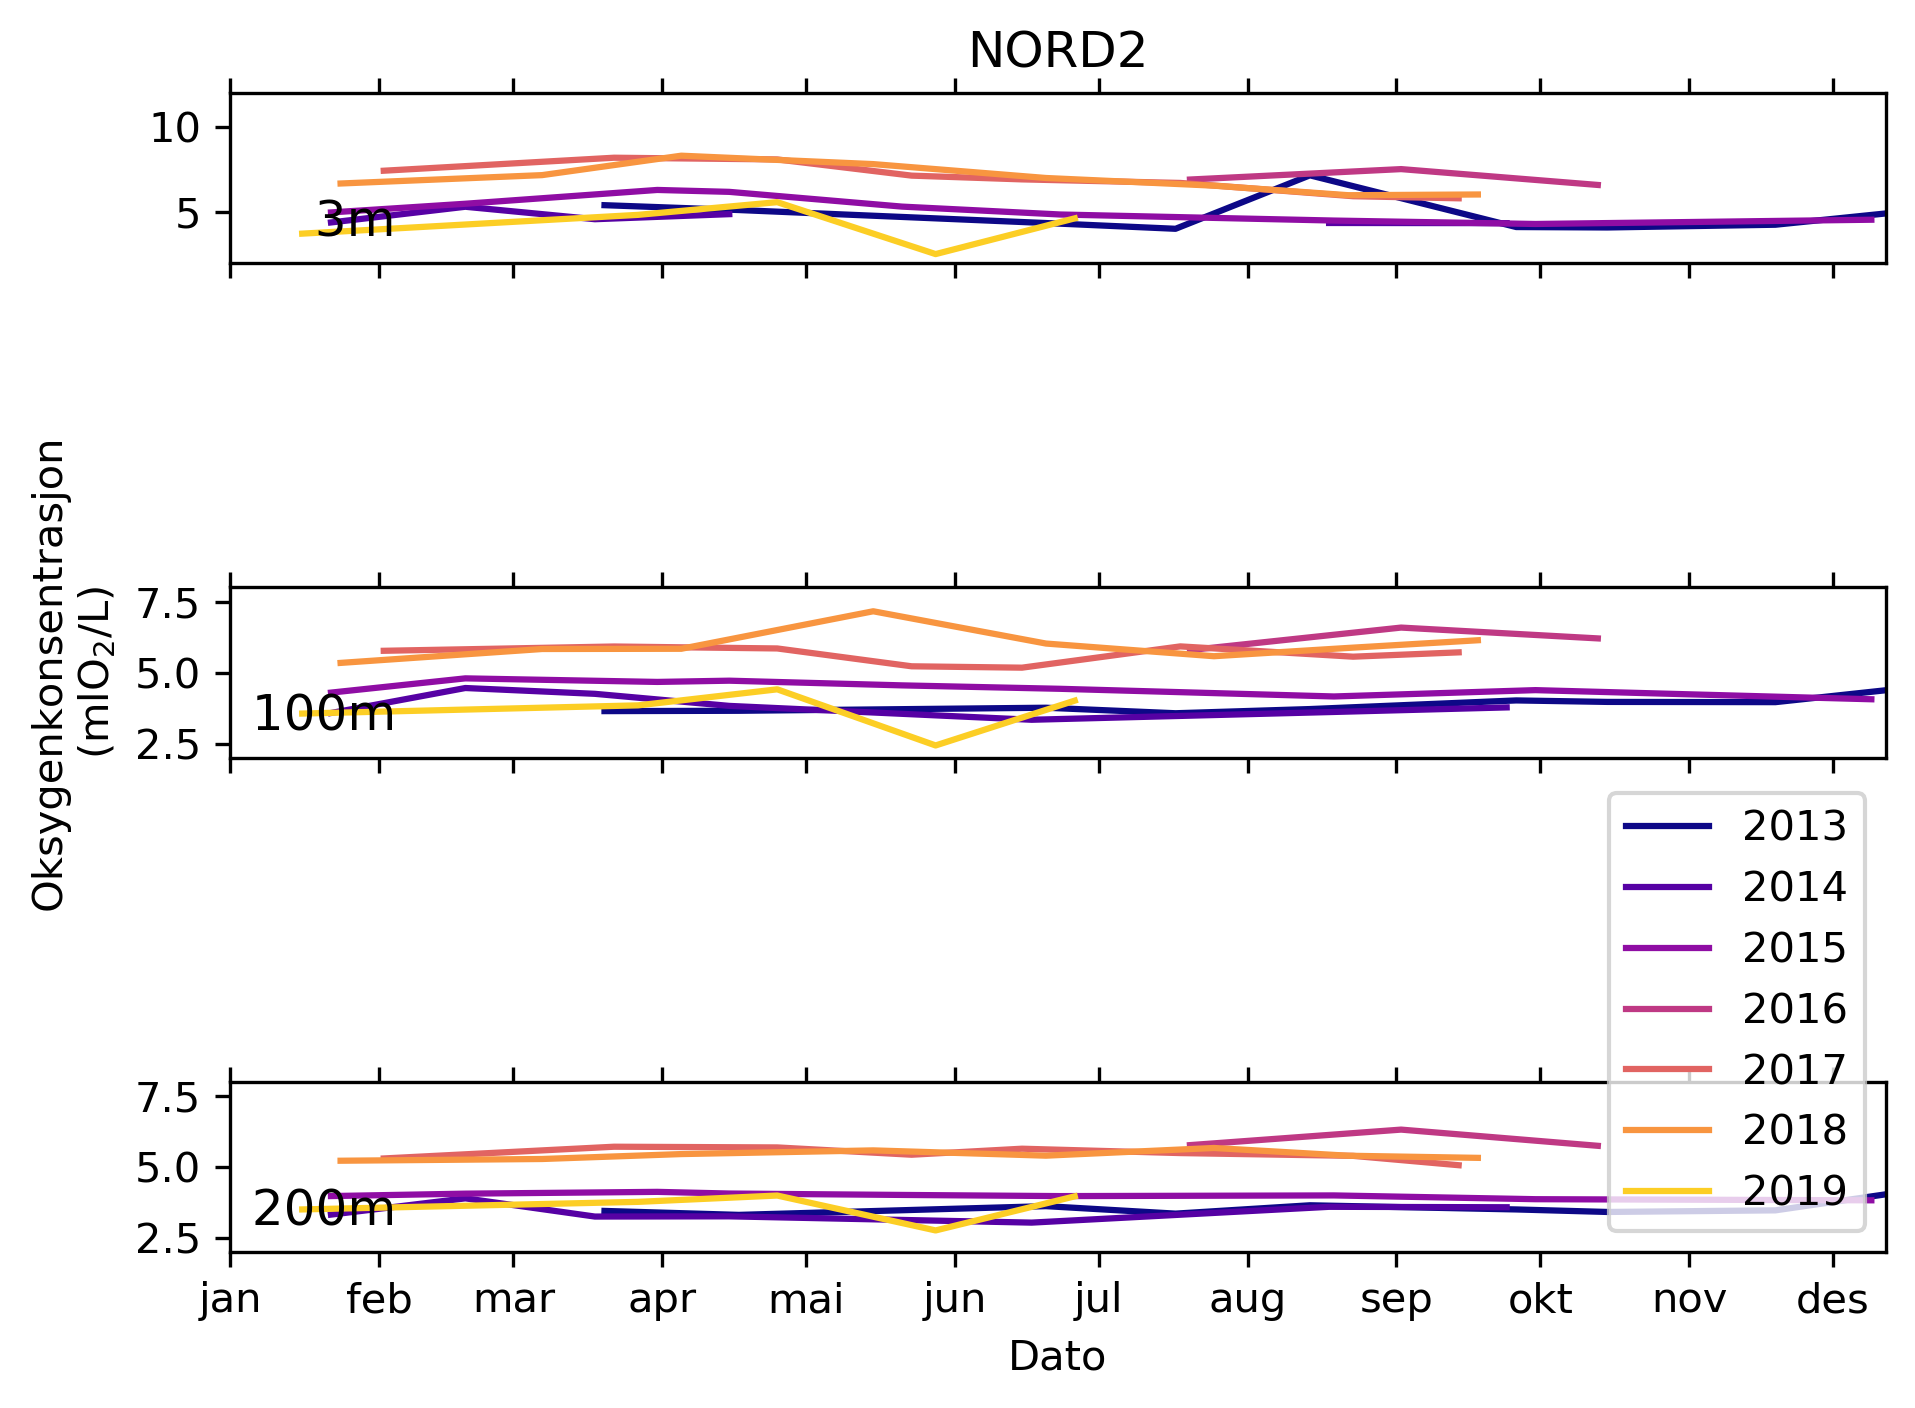 NORD2
10
5
3m
Oksygenkonsentrasjon
(mlO₂/L)
7.5
5.0
2.5
100m
2013
2014
2015
2016
2017
2018
2019
7.5
5.0
2.5
200m
jan feb mar apr mai jun jul aug sep okt nov des
Dato